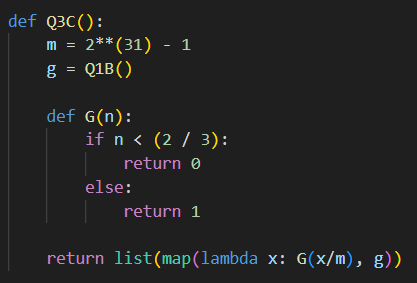 def Q3C():
    m = 2**(31) - 1
    g = Q1B()
    def G(n):
        if n < (2 / 3):
            return 0
        else:
            return 1
    return list(map(lambda x: G(x/m), g))